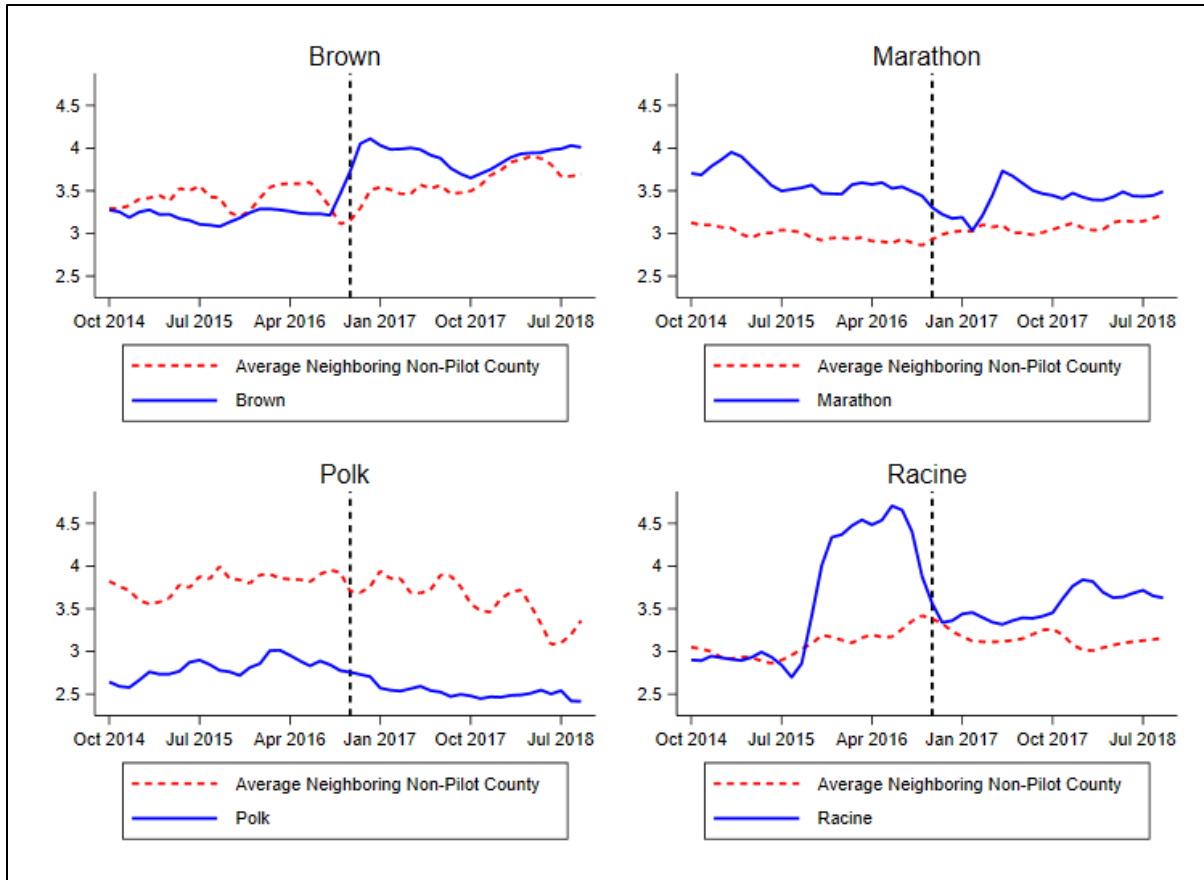 Brown
4.5
4
3.5
3
2.5
Oct 2014 Jul 2015 Apr 2016 Jan 2017 Oct 2017 Jul 2018
Average Neighboring Non-Pilot County
Brown
Marathon
4.5
4
3.5
3
2.5
Oct 2014 Jul 2015 Apr 2016 Jan 2017 Oct 2017 Jul 2018
Average Neighboring Non-Pilot County
Marathon
Polk
4.5
4
3.5
3
2.5
Oct 2014 Jul 2015 Apr 2016 Jan 2017 Oct 2017 Jul 2018
Average Neighboring Non-Pilot County
Polk
Racine
4.5
4
3.5
3
2.5
Oct 2014 Jul 2015 Apr 2016 Jan 2017 Oct 2017 Jul 2018
Average Neighboring Non-Pilot County
Racine